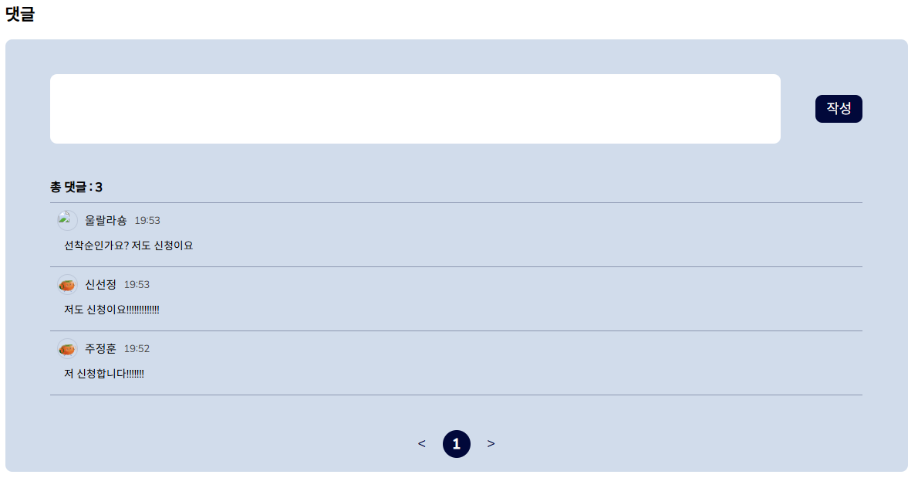 댓글
작성
총 댓글 : 3
울랄라숑 19:53
선착순인가요? 저도 신청이요
신선정 19:53
저도 신청이요!!!!!!!!!!!!!
주정훈 19:52
저 신청합니다!!!!!!!
< 1 >